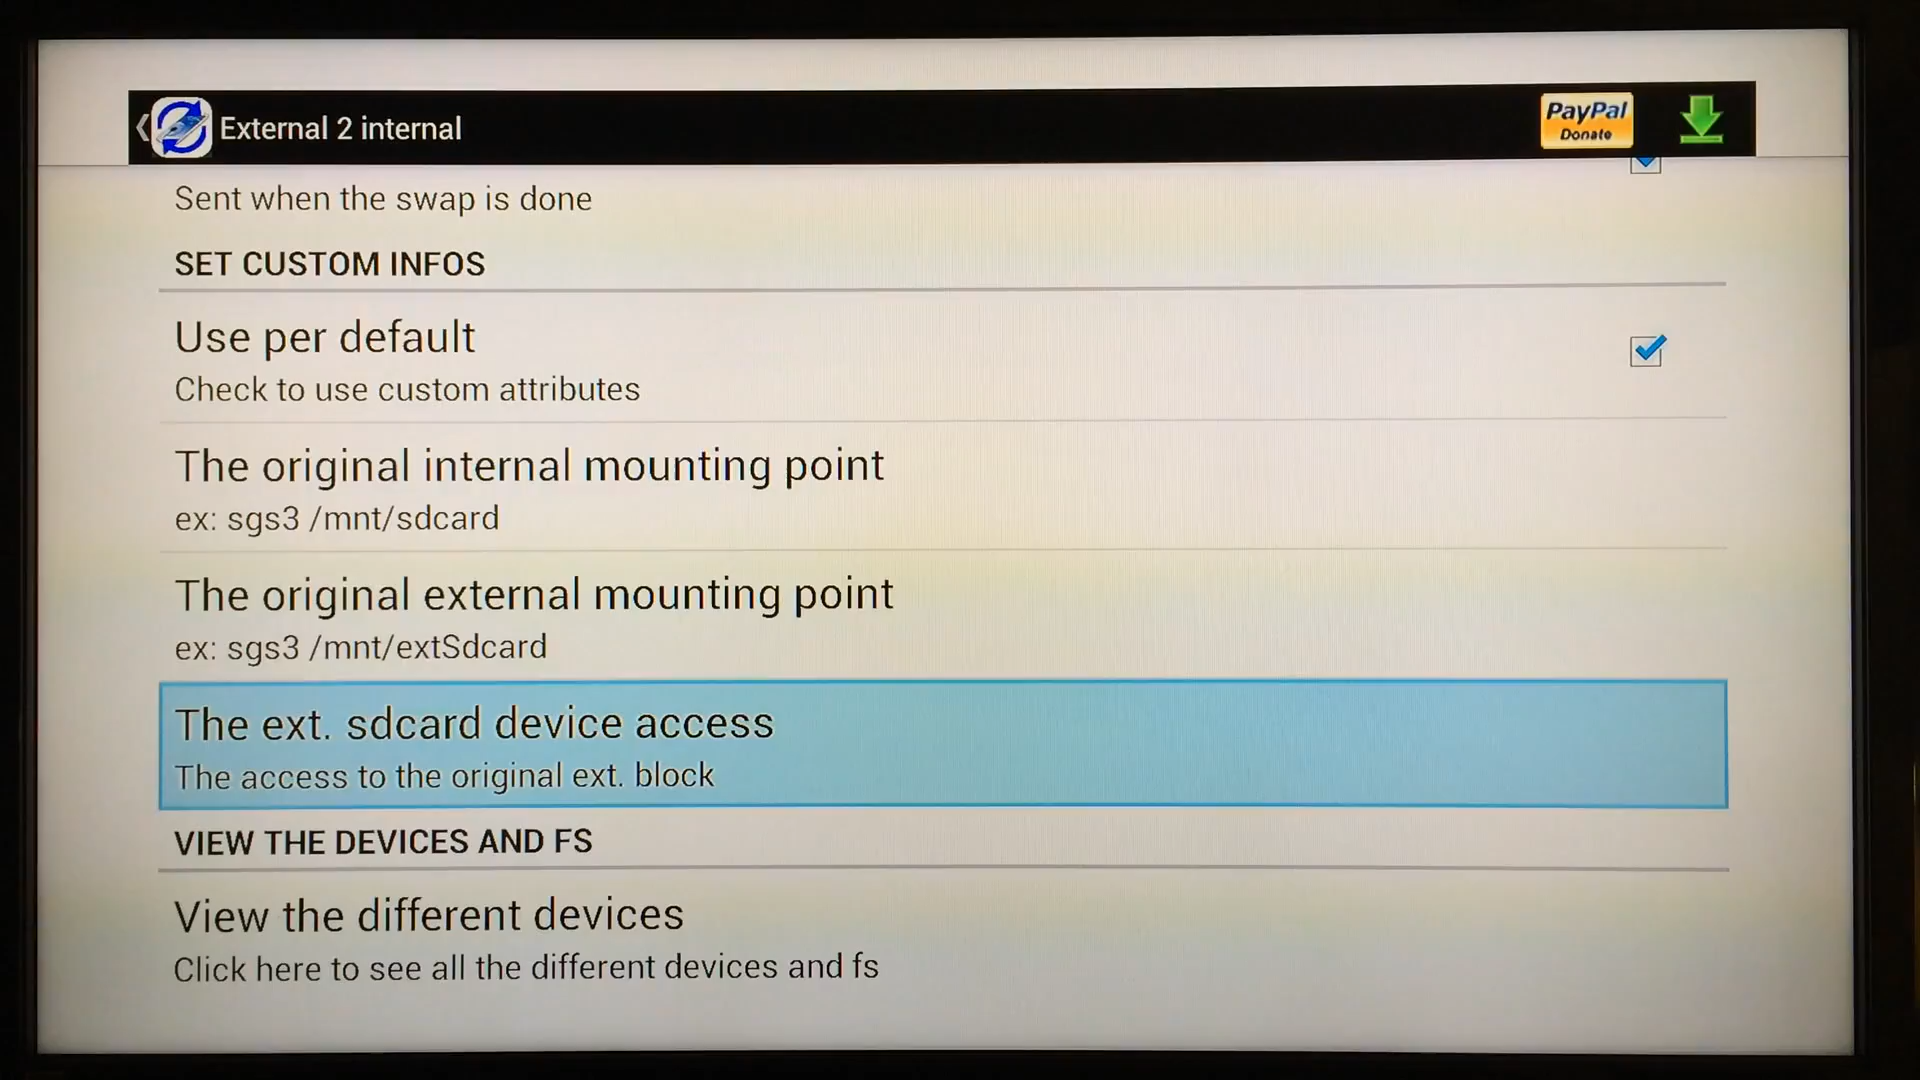 External 2 internal
PayPal
Donate
Sent when the swap is done
SET CUSTOM INFOS
Use per default
Check to use custom attributes
The original internal mounting point
ex: sgs3 /mnt/sdcard
The original external mounting point
ex: sgs3 /mnt/extSdcard
The ext. sdcard device access
The access to the original ext. block
VIEW THE DEVICES AND FS
View the different devices
Click here to see all the different devices and fs